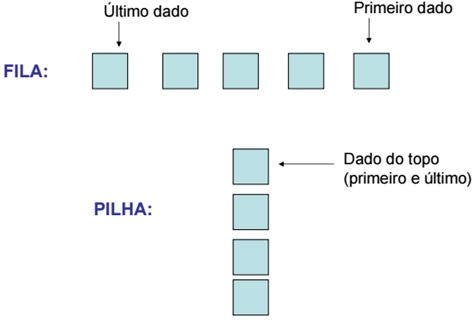 Último dado
Primeiro dado
FILA:
Dado do topo
(primeiro e último)
PILHA: